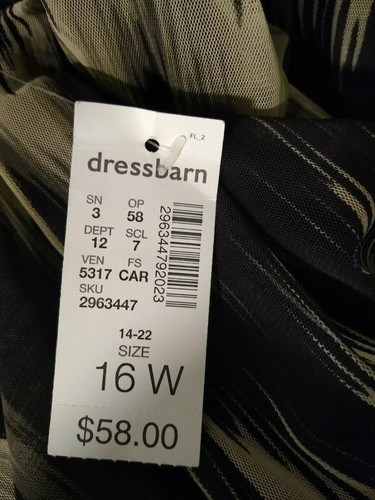 FL_2
dressbarn
SN OP
3 58
DEPT SCL
12 7
VEN FS
5317 CAR
SKU
2963447
296344792023
14-22
SIZE
16 W
$58.00